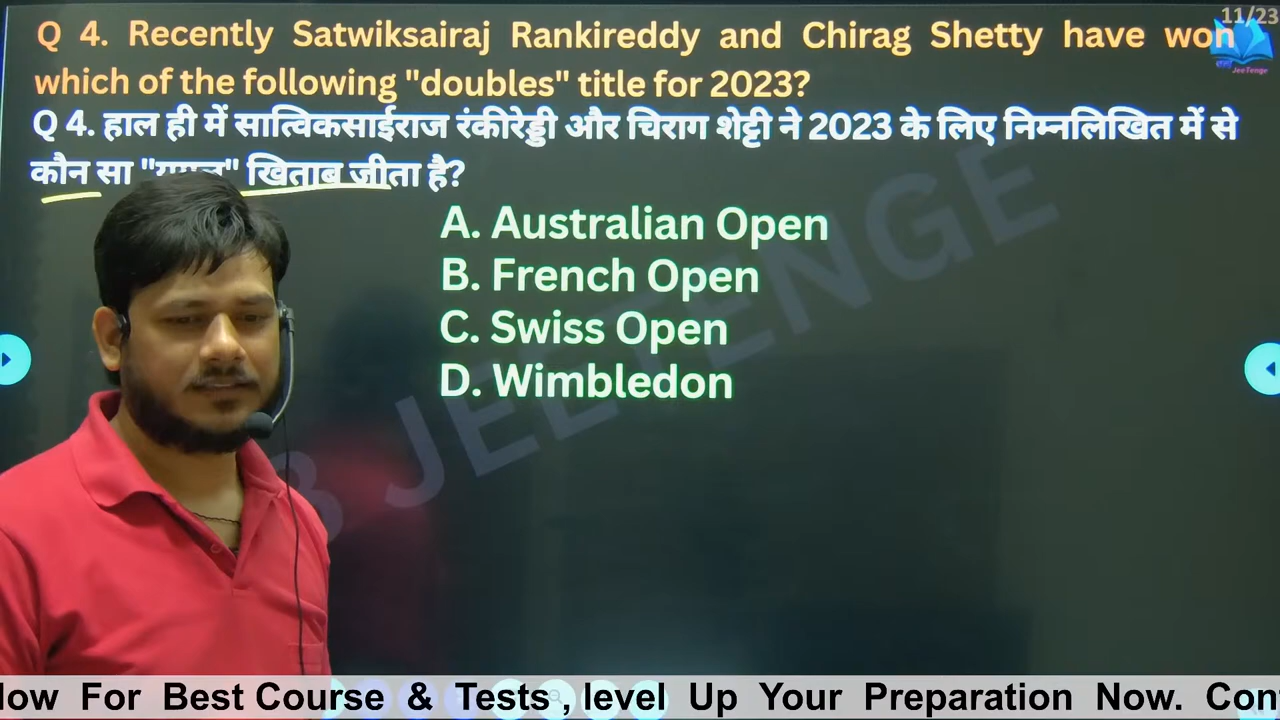 11/23
Q 4. Recently Satwiksairaj Rankireddy and Chirag Shetty have won
which of the following "doubles" title for 2023?
Q 4. हाल ही में सात्विकसाईराज रंकीरेड्डी और चिराग शेट्टी ने 2023 के लिए निम्नलिखित में से
कौन सा खिताब जीता है?
A. Australian Open
B. French Open
C. Swiss Open
D. Wimbledon
JeeTenge
JEETENGE
For Best Course & Tests , level Up Your Preparation Now.